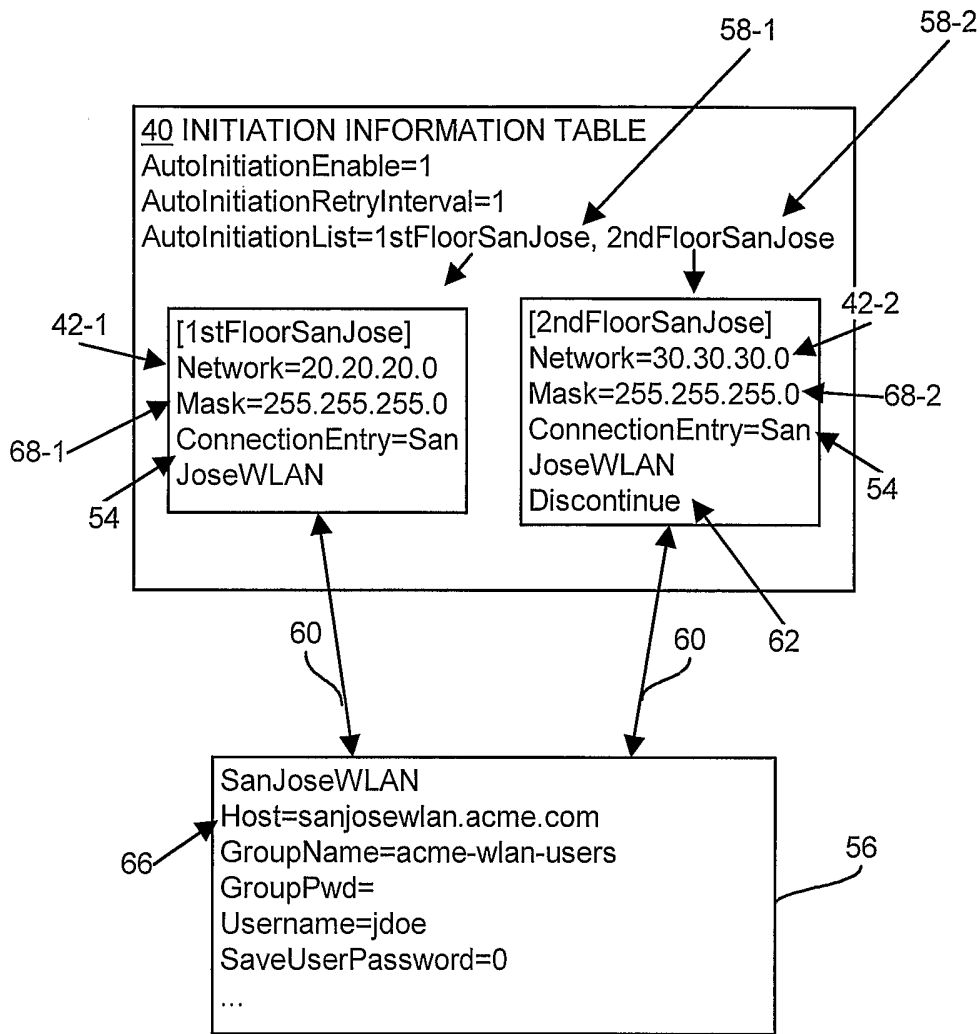 58-1
58-2
40 INITIATION INFORMATION TABLE
AutoInitiationEnable=1
AutoInitiationRetryInterval=1
AutoInitiationList=1stFloorSanJose, 2ndFloorSanJose
42-1
[1stFloorSanJose]
Network=20.20.20.0
Mask=255.255.255.0
ConnectionEntry=San
JoseWLAN
68-1
54
[2ndFloorSanJose]
Network=30.30.30.0
Mask=255.255.255.0
ConnectionEntry=San
JoseWLAN
Discontinue
42-2
68-2
54
62
60
60
SanJoseWLAN
Host=sanjosewlan.acme.com
GroupName=acme-wlan-users
GroupPwd=
Username=jdoe
SaveUserPassword=0
...
66
56